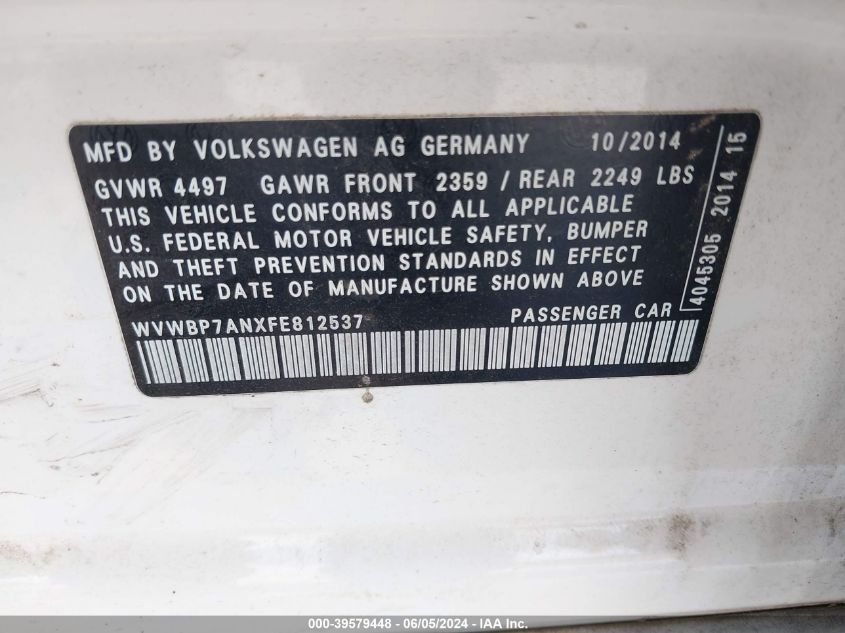 MFD BY VOLKSWAGEN AG GERMANY 10/2014
GVWR 4497 GAWR FRONT 2359 / REAR 2249 LBS
THIS VEHICLE CONFORMS TO ALL APPLICABLE
U.S. FEDERAL MOTOR VEHICLE SAFETY, BUMPER
AND THEFT PREVENTION STANDARDS IN EFFECT
ON THE DATE OF MANUFACTURE SHOWN ABOVE
WVWBP7ANXFE812537 PASSENGER CAR
4045305 2014 15
000-39579448 - 06/05/2024 - IAA Inc.